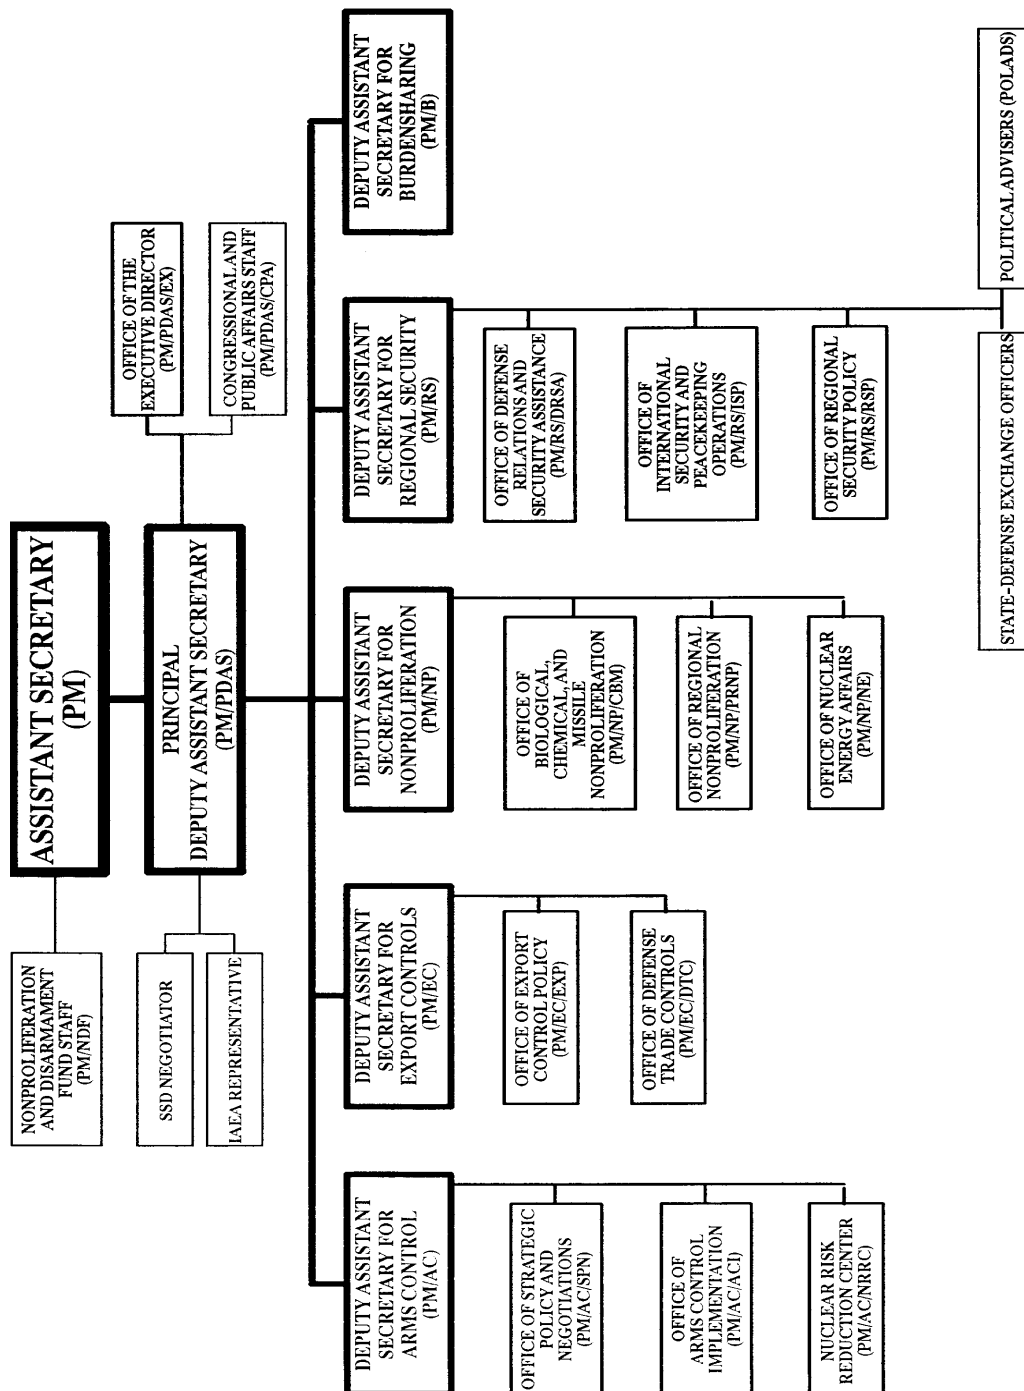 ASSISTANT SECRETARY
(PM)
NONPROLIFERATION
AND DISARMAMENT
FUND STAFF
(PM/NDF)
PRINCIPAL
DEPUTY ASSISTANT SECRETARY
(PM/PDAS)
SSD NEGOTIATOR
IAEA REPRESENTATIVE
OFFICE OF THE
EXECUTIVE DIRECTOR
(PM/PDAS/EX)
CONGRESSIONAL AND
PUBLIC AFFAIRS STAFF
(PM/PDAS/CPA)
DEPUTY ASSISTANT
SECRETARY FOR
ARMS CONTROL
(PM/AC)
OFFICE OF STRATEGIC
POLICY AND
NEGOTIATIONS
(PM/AC/SPN)
OFFICE OF
ARMS CONTROL
IMPLEMENTATION
(PM/AC/ACI)
NUCLEAR RISK
REDUCTION CENTER
(PM/AC/NRRC)
DEPUTY ASSISTANT
SECRETARY FOR
EXPORT CONTROLS
(PM/EC)
OFFICE OF EXPORT
CONTROL POLICY
(PM/EC/EXP)
OFFICE OF DEFENSE
TRADE CONTROLS
(PM/EC/DTC)
DEPUTY ASSISTANT
SECRETARY FOR
NONPROLIFERATION
(PM/NP)
OFFICE OF
BIOLOGICAL,
CHEMICAL, AND
MISSILE
NONPROLIFERATION
(PM/NP/CBM)
OFFICE OF REGIONAL
NONPROLIFERATION
(PM/NP/PRNP)
OFFICE OF NUCLEAR
ENERGY AFFAIRS
(PM/NP/NE)
DEPUTY ASSISTANT
SECRETARY FOR
REGIONAL SECURITY
(PM/RS)
OFFICE OF DEFENSE
RELATIONS AND
SECURITY ASSISTANCE
(PM/RS/DRSA)
OFFICE OF
INTERNATIONAL
SECURITY AND
PEACEKEEPING
OPERATIONS
(PM/RS/ISP)
OFFICE OF REGIONAL
SECURITY POLICY
(PM/RS/RSP)
STATE-DEFENSE EXCHANGE OFFICERS
POLITICAL ADVISERS (POLADS)
DEPUTY ASSISTANT
SECRETARY FOR
BURDENSHARING
(PM/B)